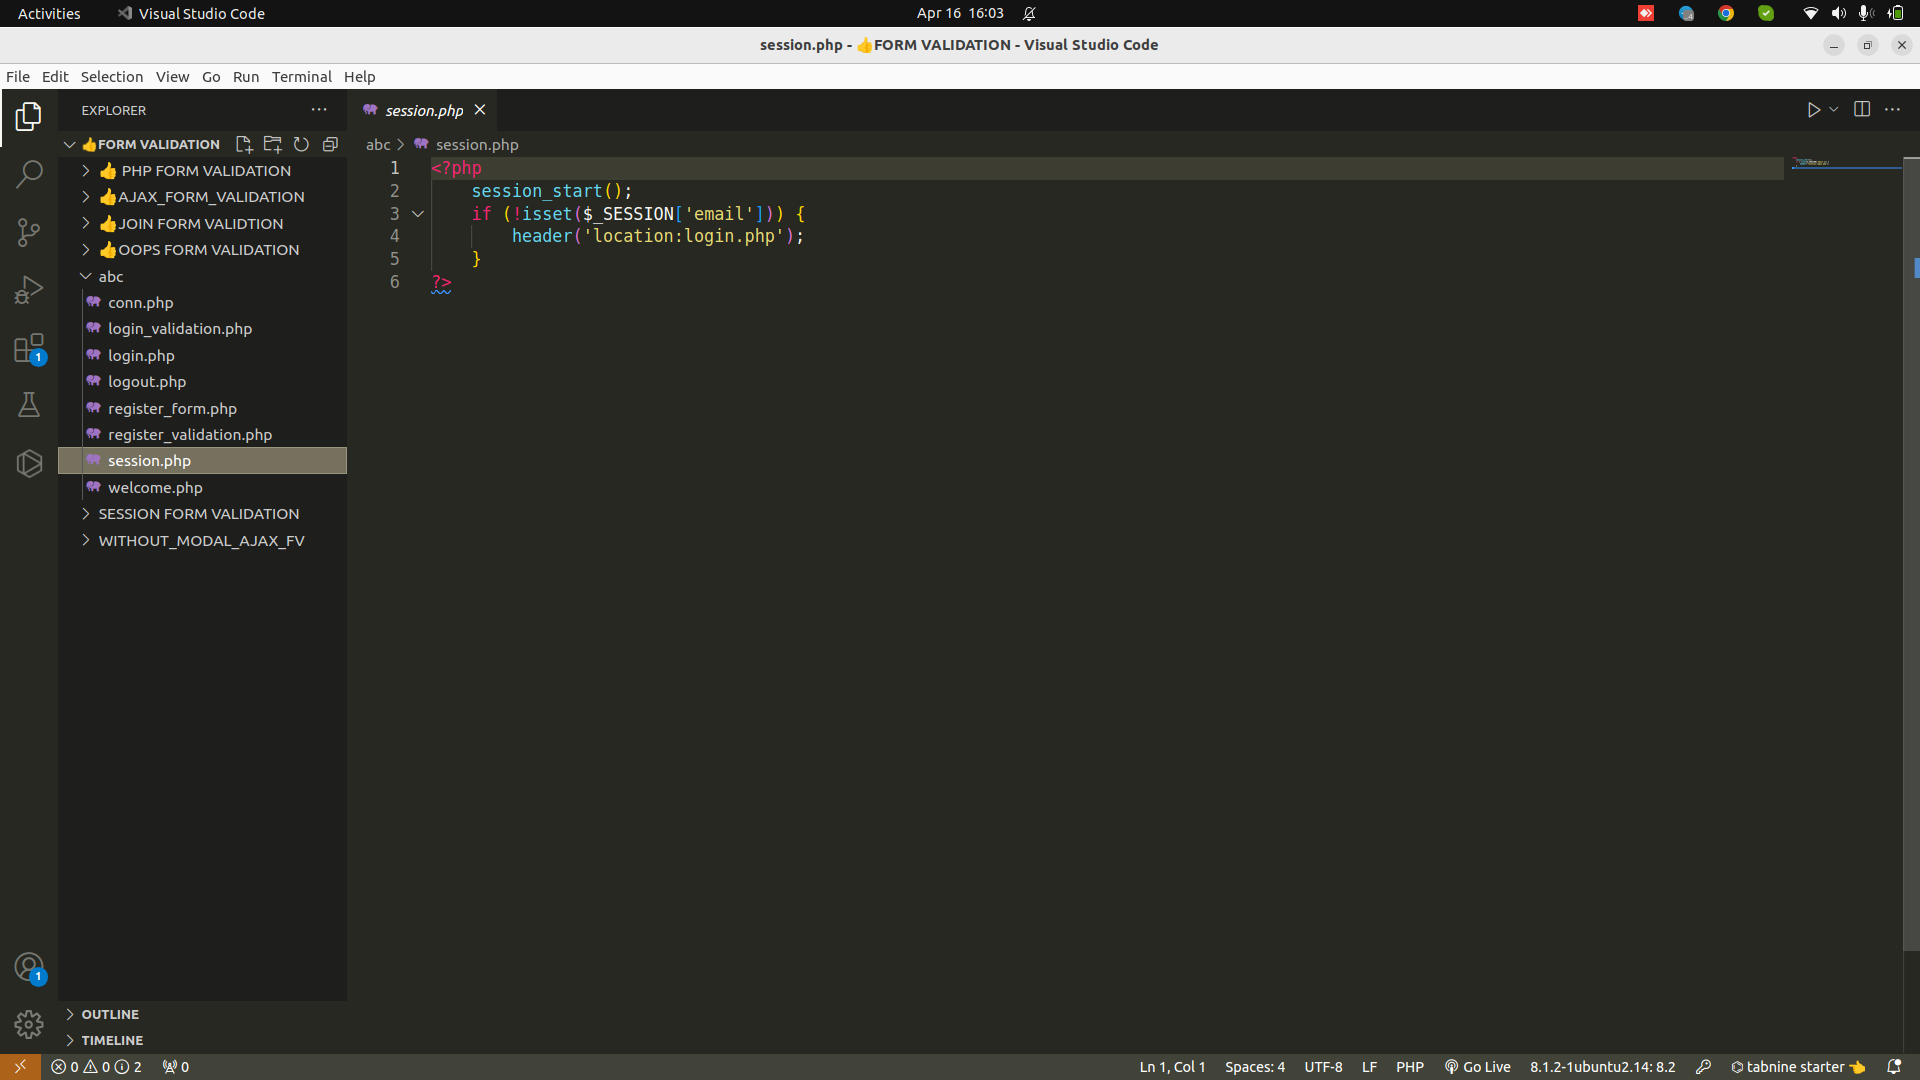 Activities
Visual Studio Code
Apr 16 16:03
session.php - 👍FORM VALIDATION - Visual Studio Code
File Edit Selection View Go Run Terminal Help
EXPLORER
session.php
👍FORM VALIDATION
abc > session.php
👍 PHP FORM VALIDATION
👍AJAX_FORM_VALIDATION
👍JOIN FORM VALIDTION
👍OOPS FORM VALIDATION
abc
conn.php
login_validation.php
login.php
logout.php
register_form.php
register_validation.php
session.php
welcome.php
SESSION FORM VALIDATION
WITHOUT_MODAL_AJAX_FV
1 <?php
2 session_start();
3 if (!isset($_SESSION['email'])) {
4 header('location:login.php');
5 }
6 ?>
1
1
OUTLINE
TIMELINE
0 0 2 0
Ln 1, Col 1 Spaces: 4 UTF-8 LF PHP Go Live 8.1.2-1ubuntu2.14: 8.2 tabnine starter 👈